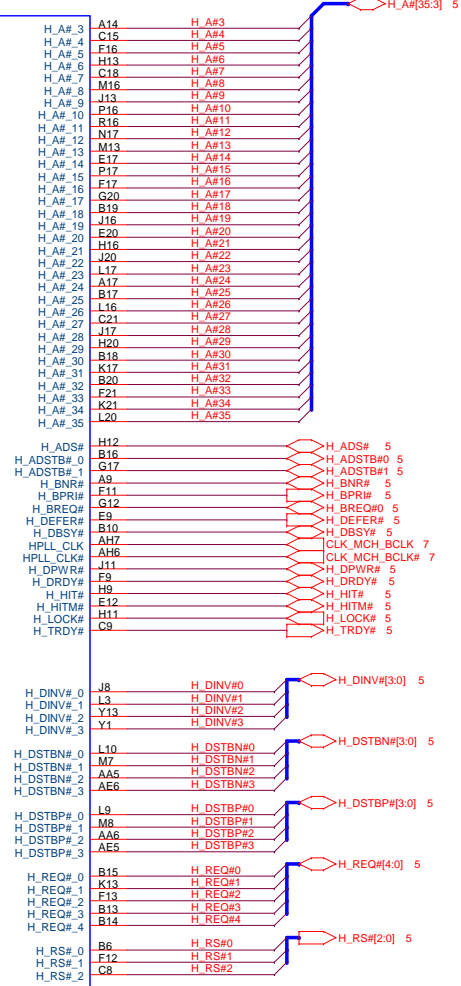 H_A#[35:3] 5
H_A#_3 A14 H_A#3
H_A#_4 C15 H_A#4
H_A#_5 F16 H_A#5
H_A#_6 H13 H_A#6
H_A#_7 C18 H_A#7
H_A#_8 M16 H_A#8
H_A#_9 J13 H_A#9
H_A#_10 P16 H_A#10
H_A#_11 R16 H_A#11
H_A#_12 N17 H_A#12
H_A#_13 M13 H_A#13
H_A#_14 E17 H_A#14
H_A#_15 P17 H_A#15
H_A#_16 F17 H_A#16
H_A#_17 G20 H_A#17
H_A#_18 B19 H_A#18
H_A#_19 J16 H_A#19
H_A#_20 E20 H_A#20
H_A#_21 H16 H_A#21
H_A#_22 J20 H_A#22
H_A#_23 L17 H_A#23
H_A#_24 A17 H_A#24
H_A#_25 B17 H_A#25
H_A#_26 L16 H_A#26
H_A#_27 C21 H_A#27
H_A#_28 J17 H_A#28
H_A#_29 H20 H_A#29
H_A#_30 B18 H_A#30
H_A#_31 K17 H_A#31
H_A#_32 B20 H_A#32
H_A#_33 F21 H_A#33
H_A#_34 K21 H_A#34
H_A#_35 L20 H_A#35
H_ADS# H12 H_ADS# 5
H_ADSTB#_0 B16 H_ADSTB#0 5
H_ADSTB#_1 G17 H_ADSTB#1 5
H_BNR# A9 H_BNR# 5
H_BPRI# F11 H_BPRI# 5
H_BREQ# G12 H_BREQ#0 5
H_DEFER# E9 H_DEFER# 5
H_DBSY# B10 H_DBSY# 5
HPLL_CLK AH7 CLK_MCH_BCLK 7
HPLL_CLK# AH6 CLK_MCH_BCLK# 7
H_DPWR# J11 H_DPWR# 5
H_DRDY# F9 H_DRDY# 5
H_HIT# H9 H_HIT# 5
H_HITM# E12 H_HITM# 5
H_LOCK# H11 H_LOCK# 5
H_TRDY# C9 H_TRDY# 5
H_DINV#[3:0] 5
H_DINV#_0 J8 H_DINV#0
H_DINV#_1 L3 H_DINV#1
H_DINV#_2 Y13 H_DINV#2
H_DINV#_3 Y1 H_DINV#3
H_DSTBN#[3:0] 5
H_DSTBN#_0 L10 H_DSTBN#0
H_DSTBN#_1 M7 H_DSTBN#1
H_DSTBN#_2 AA5 H_DSTBN#2
H_DSTBN#_3 AE6 H_DSTBN#3
H_DSTBP#[3:0] 5
H_DSTBP#_0 L9 H_DSTBP#0
H_DSTBP#_1 M8 H_DSTBP#1
H_DSTBP#_2 AA6 H_DSTBP#2
H_DSTBP#_3 AE5 H_DSTBP#3
H_REQ#[4:0] 5
H_REQ#_0 B15 H_REQ#0
H_REQ#_1 K13 H_REQ#1
H_REQ#_2 F13 H_REQ#2
H_REQ#_3 B13 H_REQ#3
H_REQ#_4 B14 H_REQ#4
H_RS#[2:0] 5
H_RS#_0 B6 H_RS#0
H_RS#_1 F12 H_RS#1
H_RS#_2 C8 H_RS#2